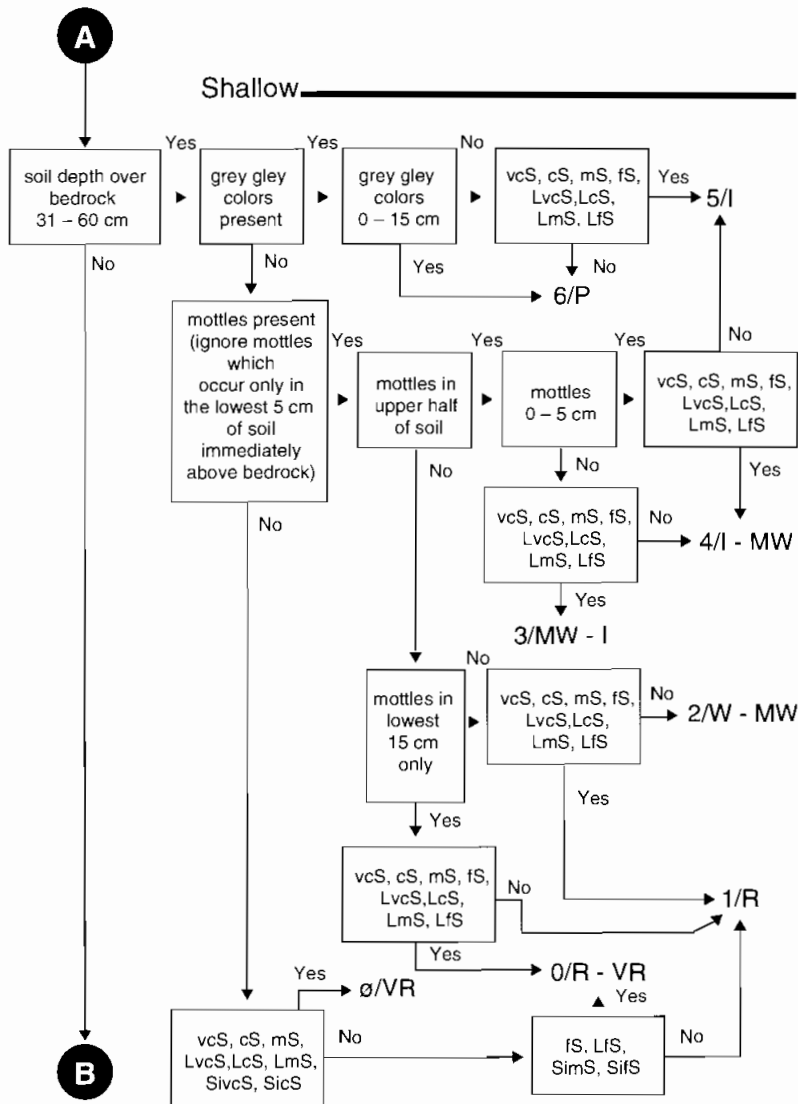 A
Shallow
Yes
Yes
No
soil depth over
bedrock
31 – 60 cm
grey gley
colors
present
grey gley
colors
0 – 15 cm
vcS, cS, mS, fS,
LvcS,LcS,
LmS, LfS
Yes
5/I
No
No
Yes
No
6/P
mottles present
(ignore mottles
which
occur only in
the lowest 5 cm
of soil
immediately
above bedrock)
Yes
mottles in
upper half
of soil
Yes
mottles
0 – 5 cm
Yes
No
vcS, cS, mS, fS,
LvcS,LcS,
LmS, LfS
No
No
No
Yes
vcS, cS, mS, fS,
LvcS,LcS,
LmS, LfS
No
4/I - MW
Yes
3/MW - I
mottles in
lowest
15 cm
only
No
vcS, cS, mS, fS,
LvcS,LcS,
LmS, LfS
No
2/W - MW
Yes
Yes
vcS, cS, mS, fS,
LvcS,LcS,
LmS, LfS
No
1/R
Yes
0/R - VR
Yes
ø/VR
Yes
vcS, cS, mS,
LvcS,LcS, LmS,
SivcS, SicS
No
fS, LfS,
SimS, SifS
No
B